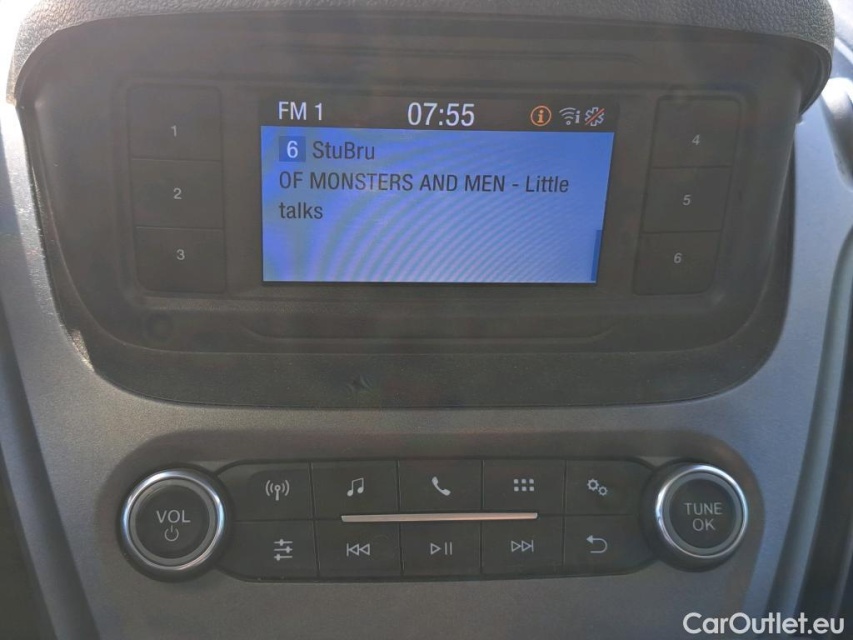 FM 1 07:55
6 StuBru
OF MONSTERS AND MEN - Little
talks
1
2
3
4
5
6
VOL
TUNE
OK
CarOutlet.eu